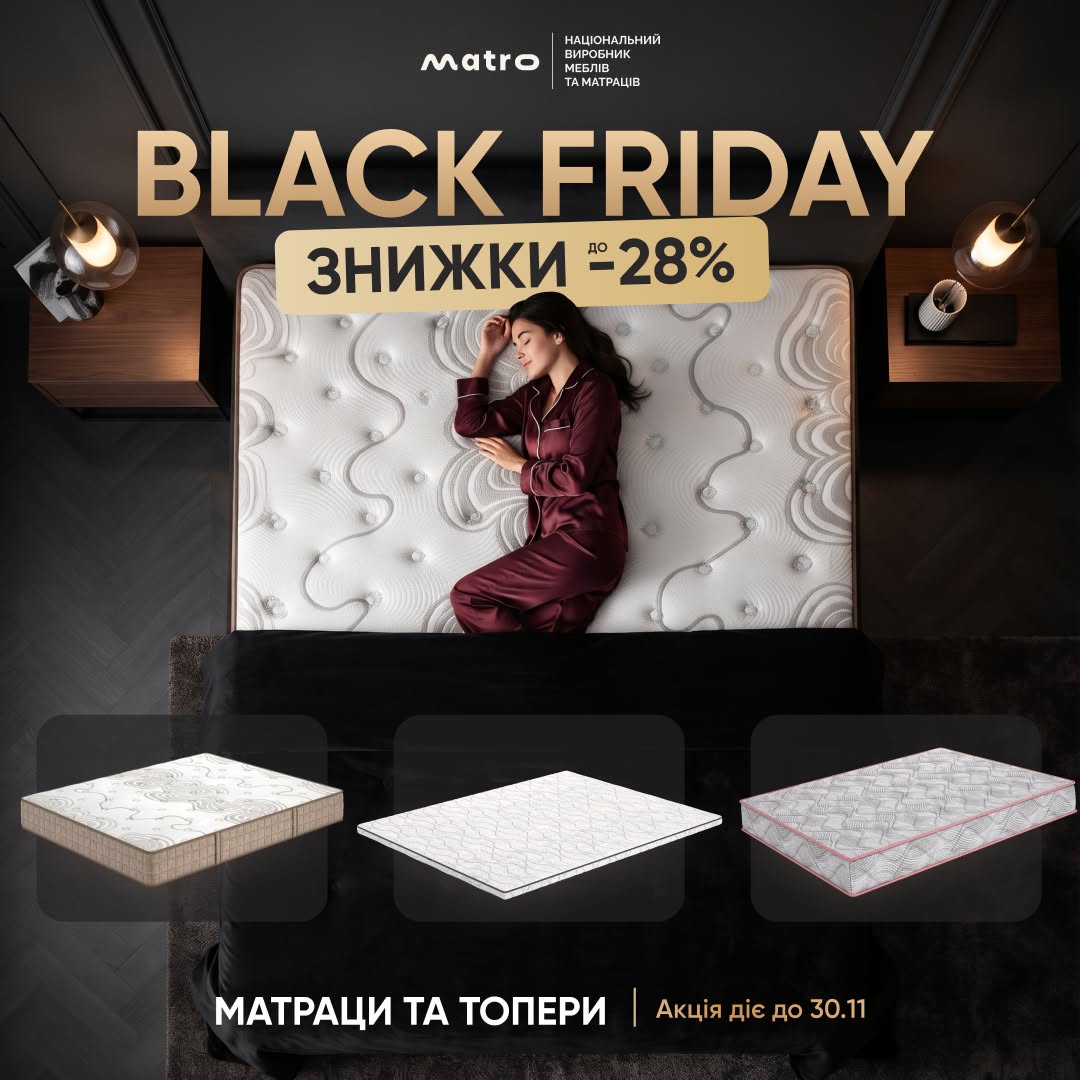 matro
НАЦІОНАЛЬНИЙ
ВИРОБНИК
МЕБЛІВ
ТА МАТРАЦІВ
BLACK FRIDAY
ЗНИЖКИ до -28%
МАТРАЦИ ТА ТОПЕРИ
Акція діє до 30.11